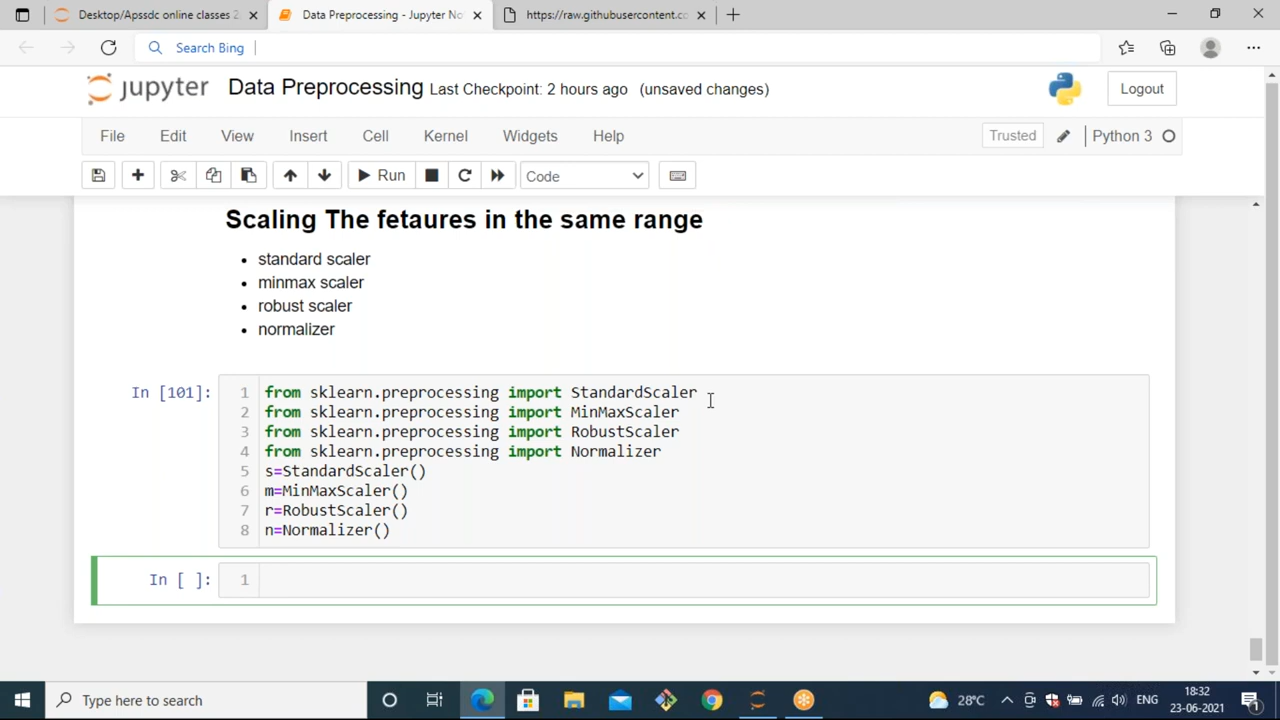 Desktop/Apssdc online classes 2
Data Preprocessing - Jupyter No
https://raw.githubusercontent.co
Search Bing
jupyter Data Preprocessing Last Checkpoint: 2 hours ago (unsaved changes)
Logout
File Edit View Insert Cell Kernel Widgets Help
Trusted
Python 3
Run
Code
Scaling The fetaures in the same range
• standard scaler
• minmax scaler
• robust scaler
• normalizer
In [101]:
1 from sklearn.preprocessing import StandardScaler
2 from sklearn.preprocessing import MinMaxScaler
3 from sklearn.preprocessing import RobustScaler
4 from sklearn.preprocessing import Normalizer
5 s=StandardScaler()
6 m=MinMaxScaler()
7 r=RobustScaler()
8 n=Normalizer()
In [ ]: 1
Type here to search
28°C
ENG
18:32
23-06-2021
1